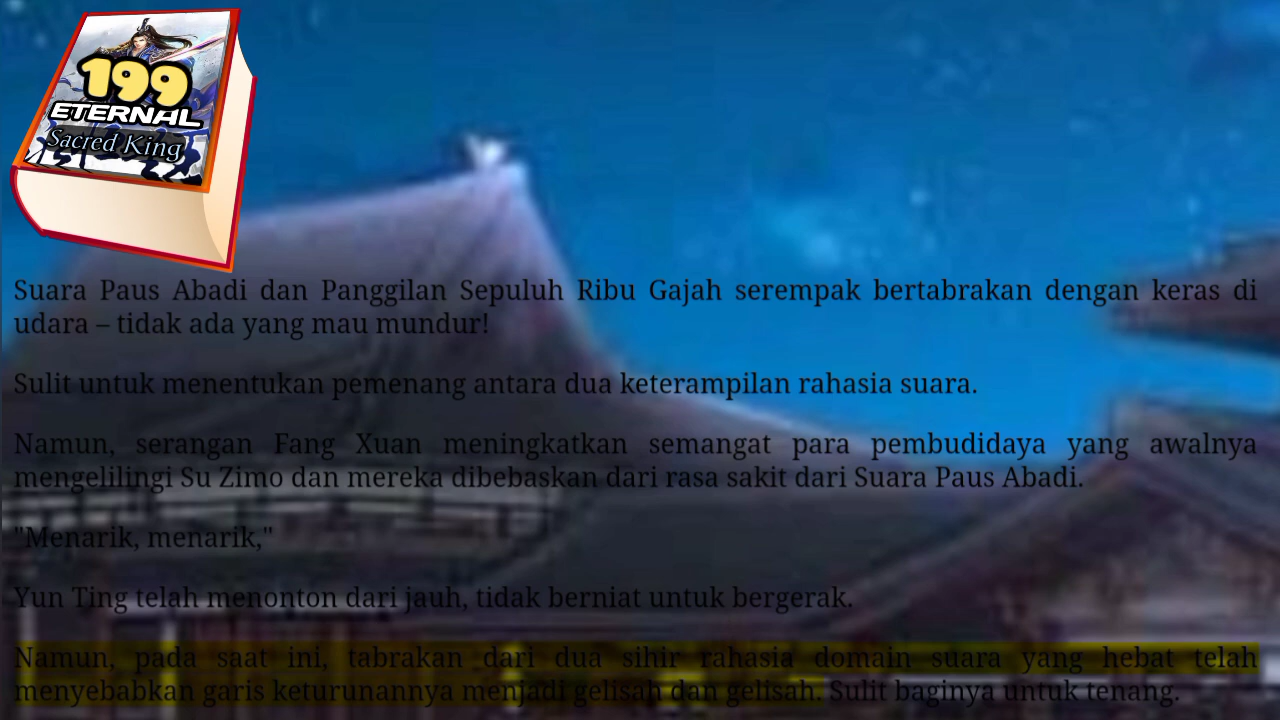 199
ETERNAL
Sacred King
Suara Paus Abadi dan Panggilan Sepuluh Ribu Gajah serempak bertabrakan dengan keras di
udara – tidak ada yang mau mundur!
Sulit untuk menentukan pemenang antara dua keterampilan rahasia suara.
Namun, serangan Fang Xuan meningkatkan semangat para pembudidaya yang awalnya
mengelilingi Su Zimo dan mereka dibebaskan dari rasa sakit dari Suara Paus Abadi.
"Menarik, menarik,"
Yun Ting telah menonton dari jauh, tidak berniat untuk bergerak.
Namun, pada saat ini, tabrakan dari dua sihir rahasia domain suara yang hebat telah
menyebabkan garis keturunannya menjadi gelisah dan gelisah. Sulit baginya untuk tenang.